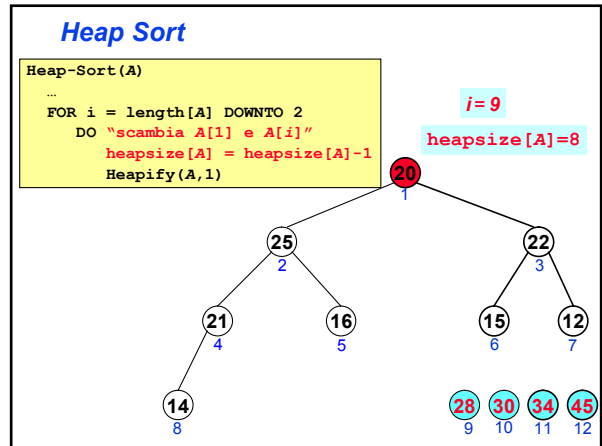 Heap Sort
Heap-Sort(A)
…
FOR i = length[A] DOWNTO 2
DO “scambia A[1] e A[i]”
heapsize[A] = heapsize[A]-1
Heapify(A,1)
i= 9
heapsize[A]=8
20
1
25 22
2 3
21 16 15 12
4 5 6 7
14 28 30 34 45
8 9 10 11 12